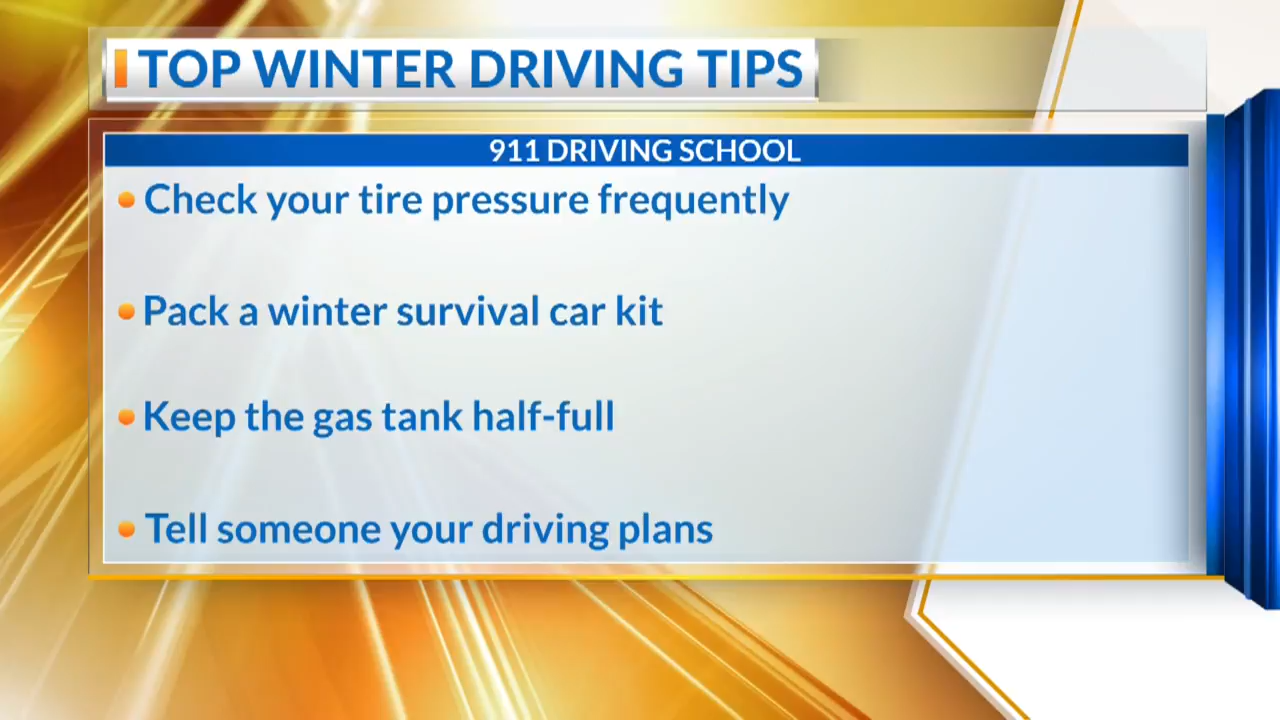 TOP WINTER DRIVING TIPS
911 DRIVING SCHOOL
• Check your tire pressure frequently
• Pack a winter survival car kit
• Keep the gas tank half-full
• Tell someone your driving plans